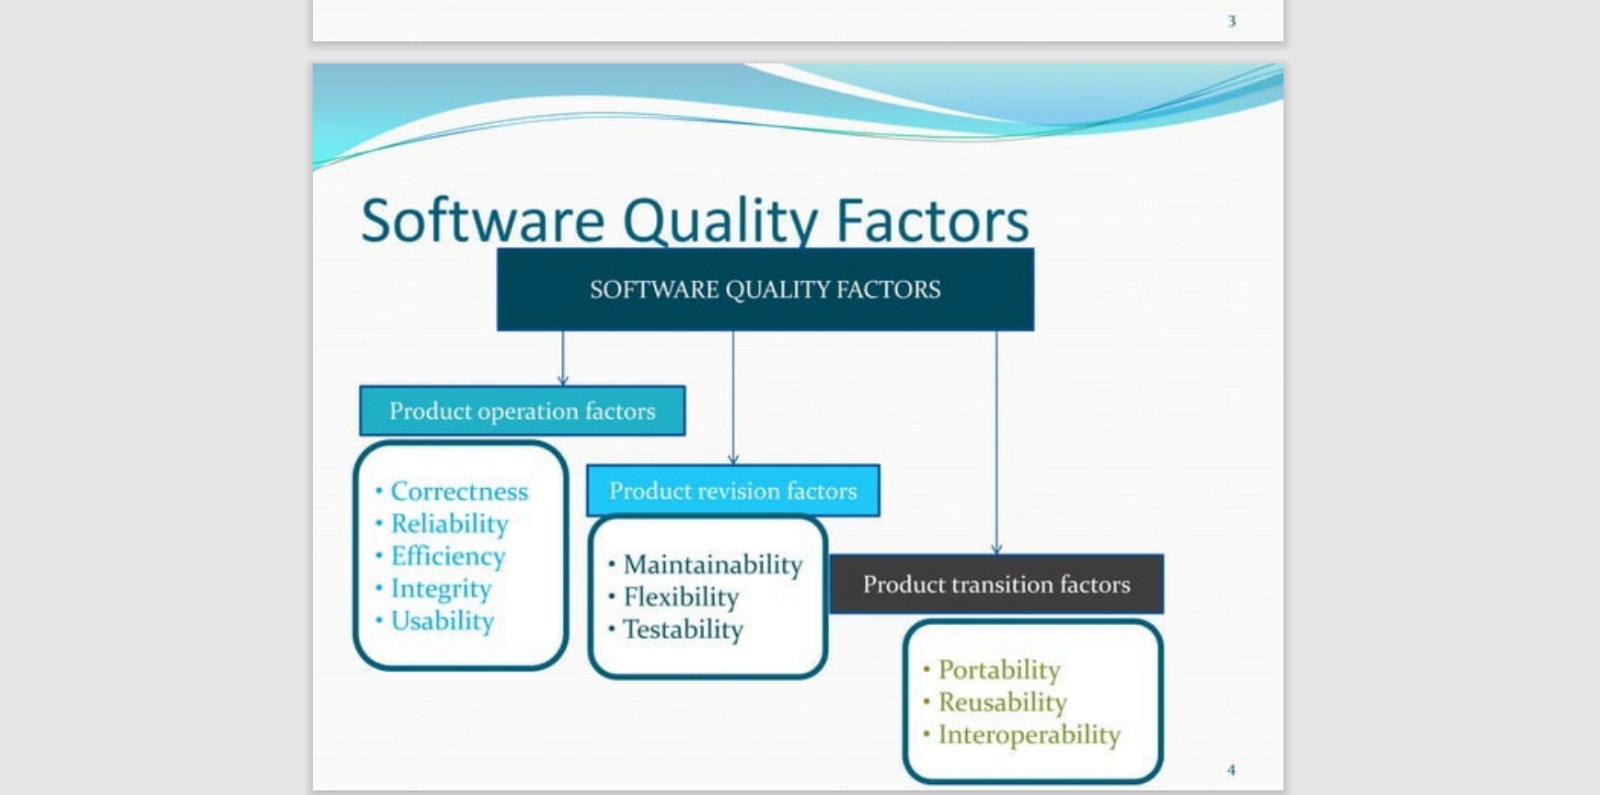 3
Software Quality Factors
SOFTWARE QUALITY FACTORS
Product operation factors
• Correctness
• Reliability
• Efficiency
• Integrity
• Usability
Product revision factors
• Maintainability
• Flexibility
• Testability
Product transition factors
• Portability
• Reusability
• Interoperability
4